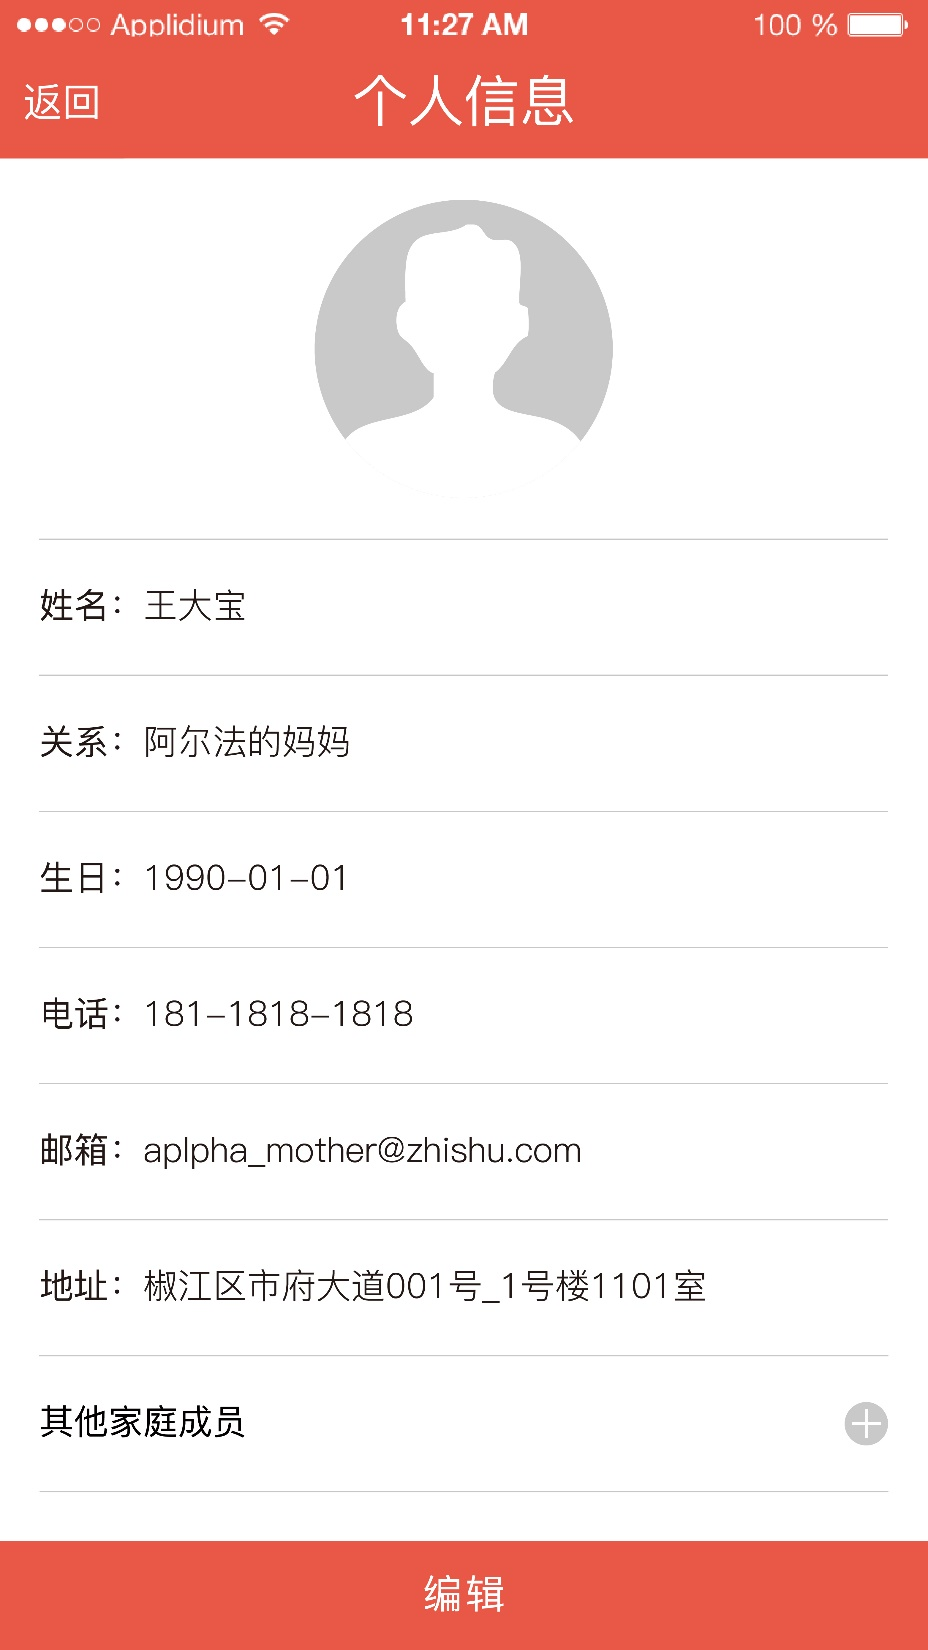 Applidium 11:27 AM 100 %
返回 个人信息
姓名：王大宝
关系：阿尔法的妈妈
生日：1990-01-01
电话：181-1818-1818
邮箱：aplpha_mother@zhishu.com
地址：椒江区市府大道001号_1号楼1101室
其他家庭成员
编辑